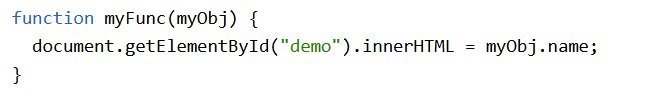 function myFunc(myObj) {
  document.getElementById("demo").innerHTML = myObj.name;
}